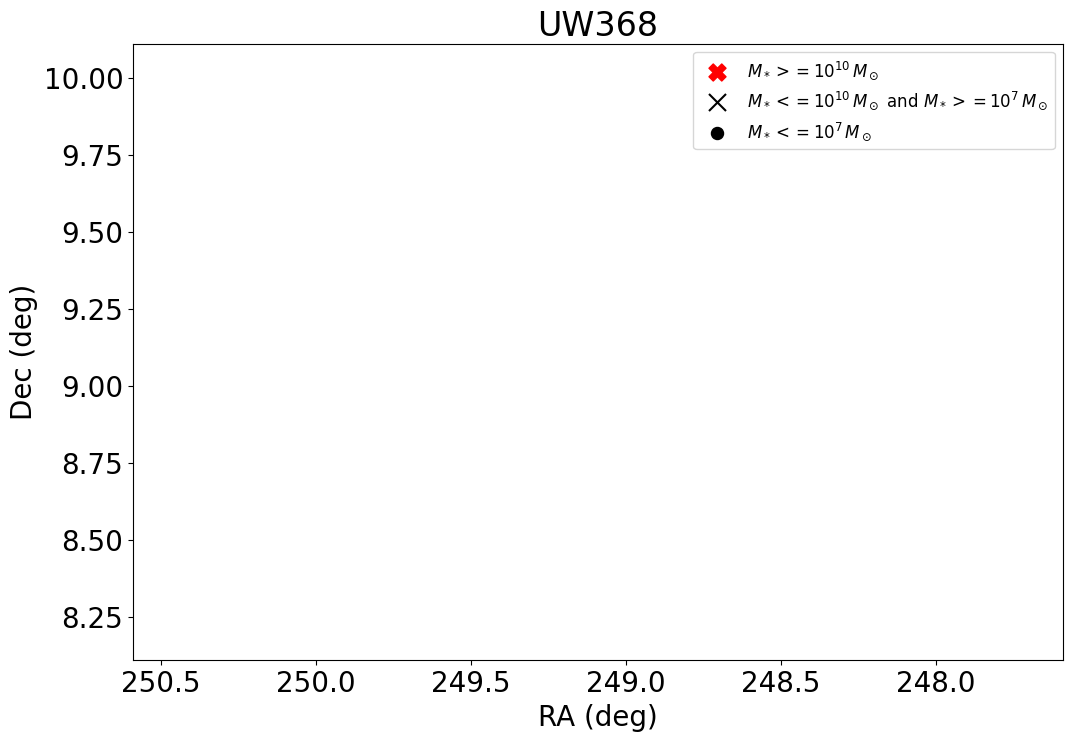 UW368
M* >= 10^10 M⊙
M* <= 10^10 M⊙ and M* >= 10^7 M⊙
M* <= 10^7 M⊙
10.00
9.75
9.50
9.25
9.00
8.75
8.50
8.25
Dec (deg)
250.5 250.0 249.5 249.0 248.5 248.0
RA (deg)